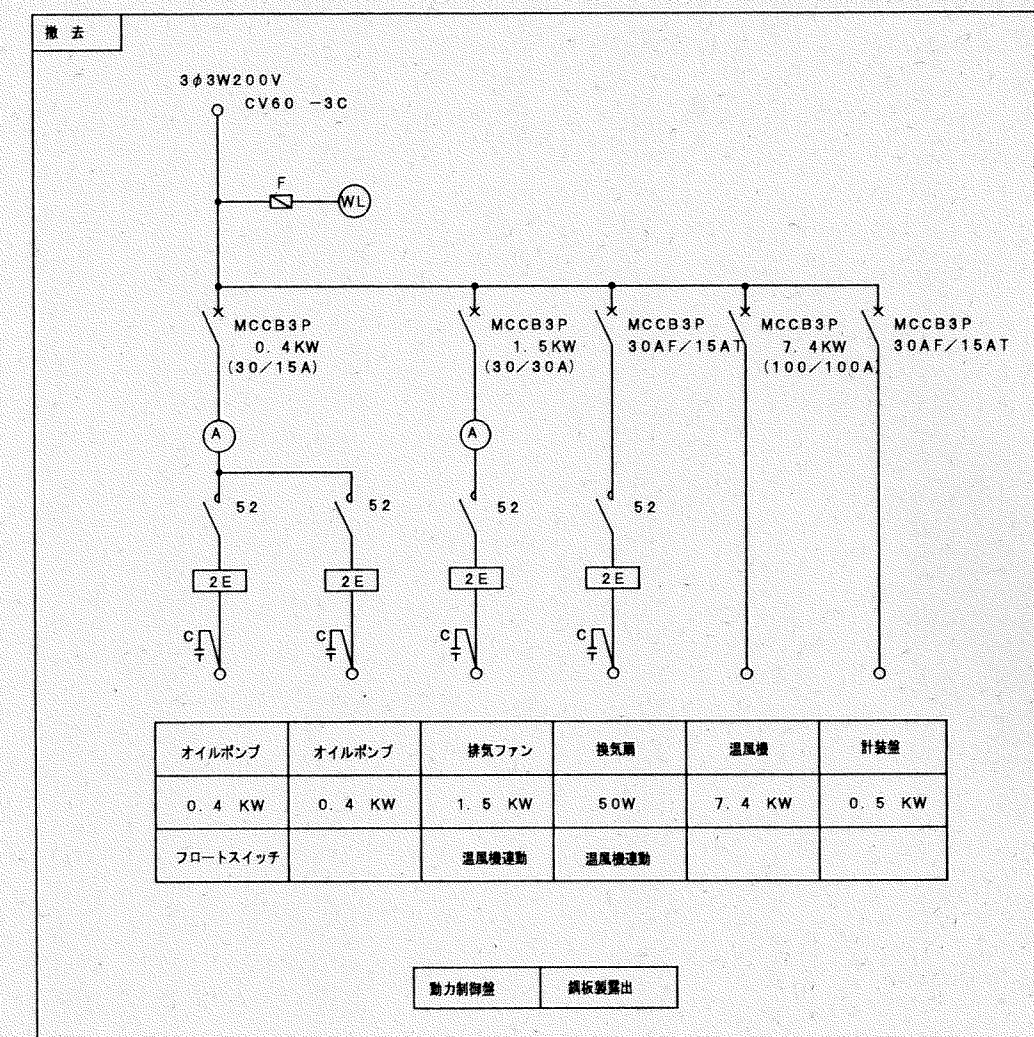 撤去
3φ3W200V
CV60 -3C
F
WL
MCCB3P
0.4KW
(30/15A)
MCCB3P
1.5KW
(30/30A)
MCCB3P
30AF/15AT
MCCB3P
7.4KW
(100/100A)
MCCB3P
30AF/15AT
A
A
52
52
52
52
2E
2E
2E
2E
C
C
C
C
オイルポンプ オイルポンプ 排気ファン 換気扇 温風機 計装盤
0.4 KW 0.4 KW 1.5 KW 50W 7.4 KW 0.5 KW
フロートスイッチ 温風機連動 温風機連動
動力制御盤 鋼板製露出